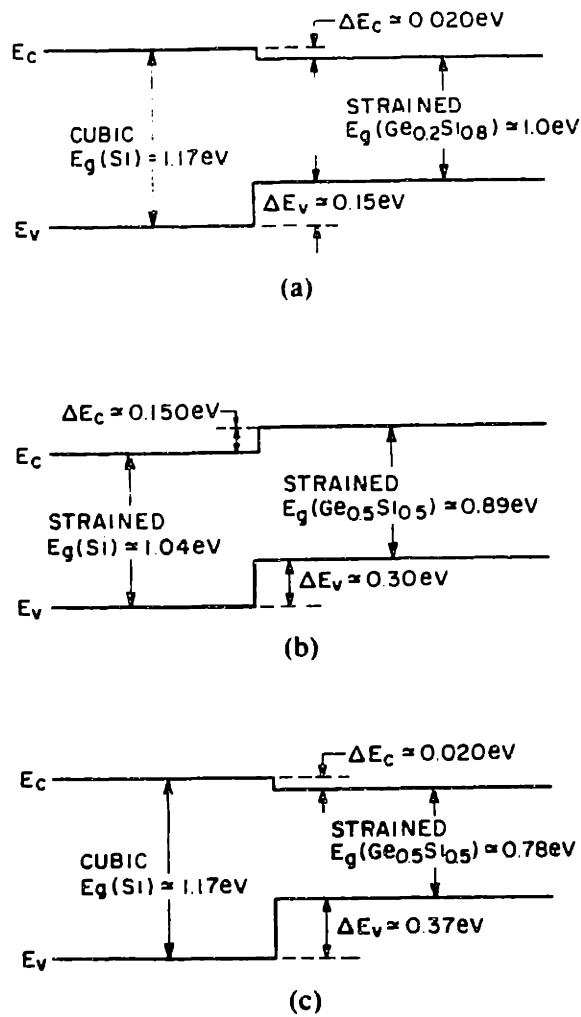 ΔEc ≃ 0.020eV
Ec
CUBIC
Eg(Si) = 1.17eV
STRAINED
Eg(Ge0.2Si0.8) ≃ 1.0eV
ΔEv ≃ 0.15eV
Ev
(a)
ΔEc ≃ 0.150eV
Ec
STRAINED
Eg(Si) ≃ 1.04eV
STRAINED
Eg(Ge0.5Si0.5) ≃ 0.89eV
ΔEv ≃ 0.30eV
Ev
(b)
ΔEc ≃ 0.020eV
Ec
CUBIC
Eg(Si) ≃ 1.17eV
STRAINED
Eg(Ge0.5Si0.5) ≃ 0.78eV
ΔEv ≃ 0.37eV
Ev
(c)